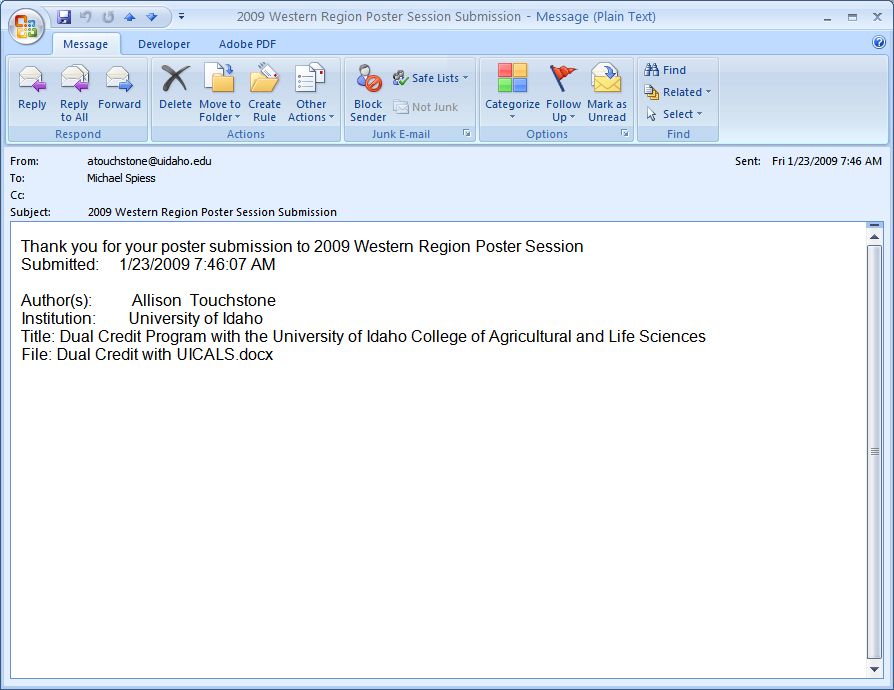 2009 Western Region Poster Session Submission - Message (Plain Text)
Message Developer Adobe PDF
Reply Reply to All Forward
Respond
Delete Move to Folder Create Rule Other Actions
Actions
Block Sender Safe Lists Not Junk
Junk E-mail
Categorize Follow Up Mark as Unread
Options
Find
Related
Select
Find
From: atouchstone@uidaho.edu Sent: Fri 1/23/2009 7:46 AM
To: Michael Spiess
Cc:
Subject: 2009 Western Region Poster Session Submission
Thank you for your poster submission to 2009 Western Region Poster Session
Submitted: 1/23/2009 7:46:07 AM
Author(s): Allison Touchstone
Institution: University of Idaho
Title: Dual Credit Program with the University of Idaho College of Agricultural and Life Sciences
File: Dual Credit with UICALS.docx